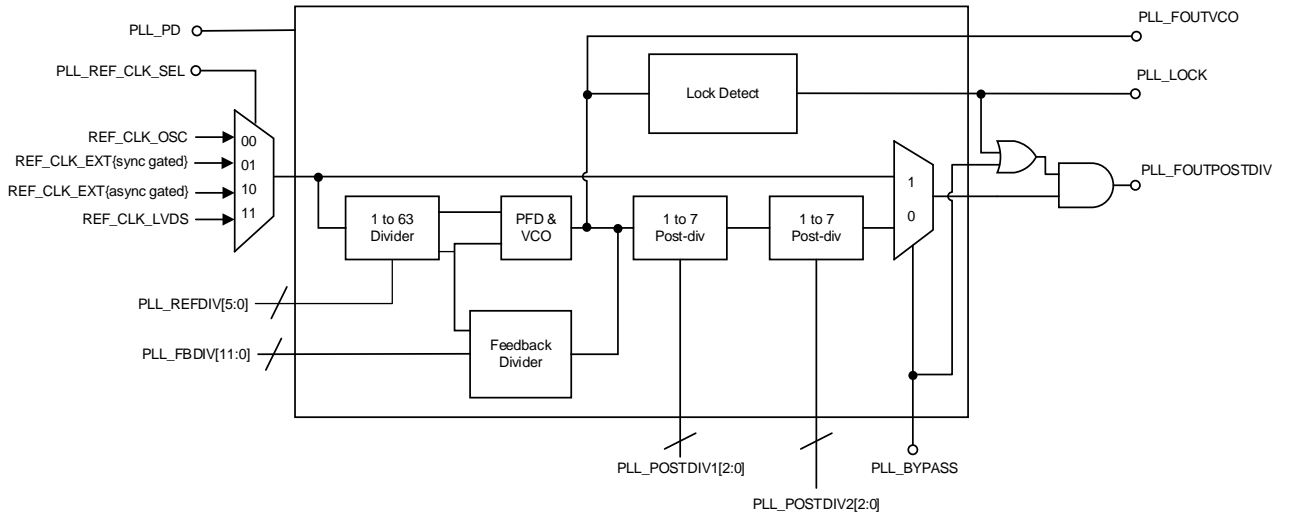 PLL_FOUTVCO
PLL_PD
PLL_REF_CLK_SEL
PLL_LOCK
Lock Detect
REF_CLK_OSC
00
REF_CLK_EXT{sync gated}
01
REF_CLK_EXT{async gated}
10
REF_CLK_LVDS
11
1
0
PLL_FOUTPOSTDIV
1 to 63
Divider
PFD &
VCO
1 to 7
Post-div
1 to 7
Post-div
PLL_REFDIV[5:0]
PLL_FBDIV[11:0]
Feedback
Divider
PLL_POSTDIV1[2:0]
PLL_BYPASS
PLL_POSTDIV2[2:0]